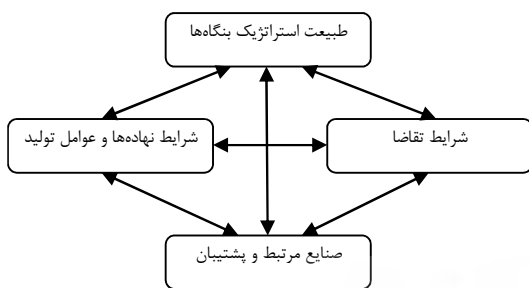 طبیعت استراتژیک بنگاه‌ها
شرایط تقاضا
شرایط نهاده‌ها و عوامل تولید
صنایع مرتبط و پشتیبان